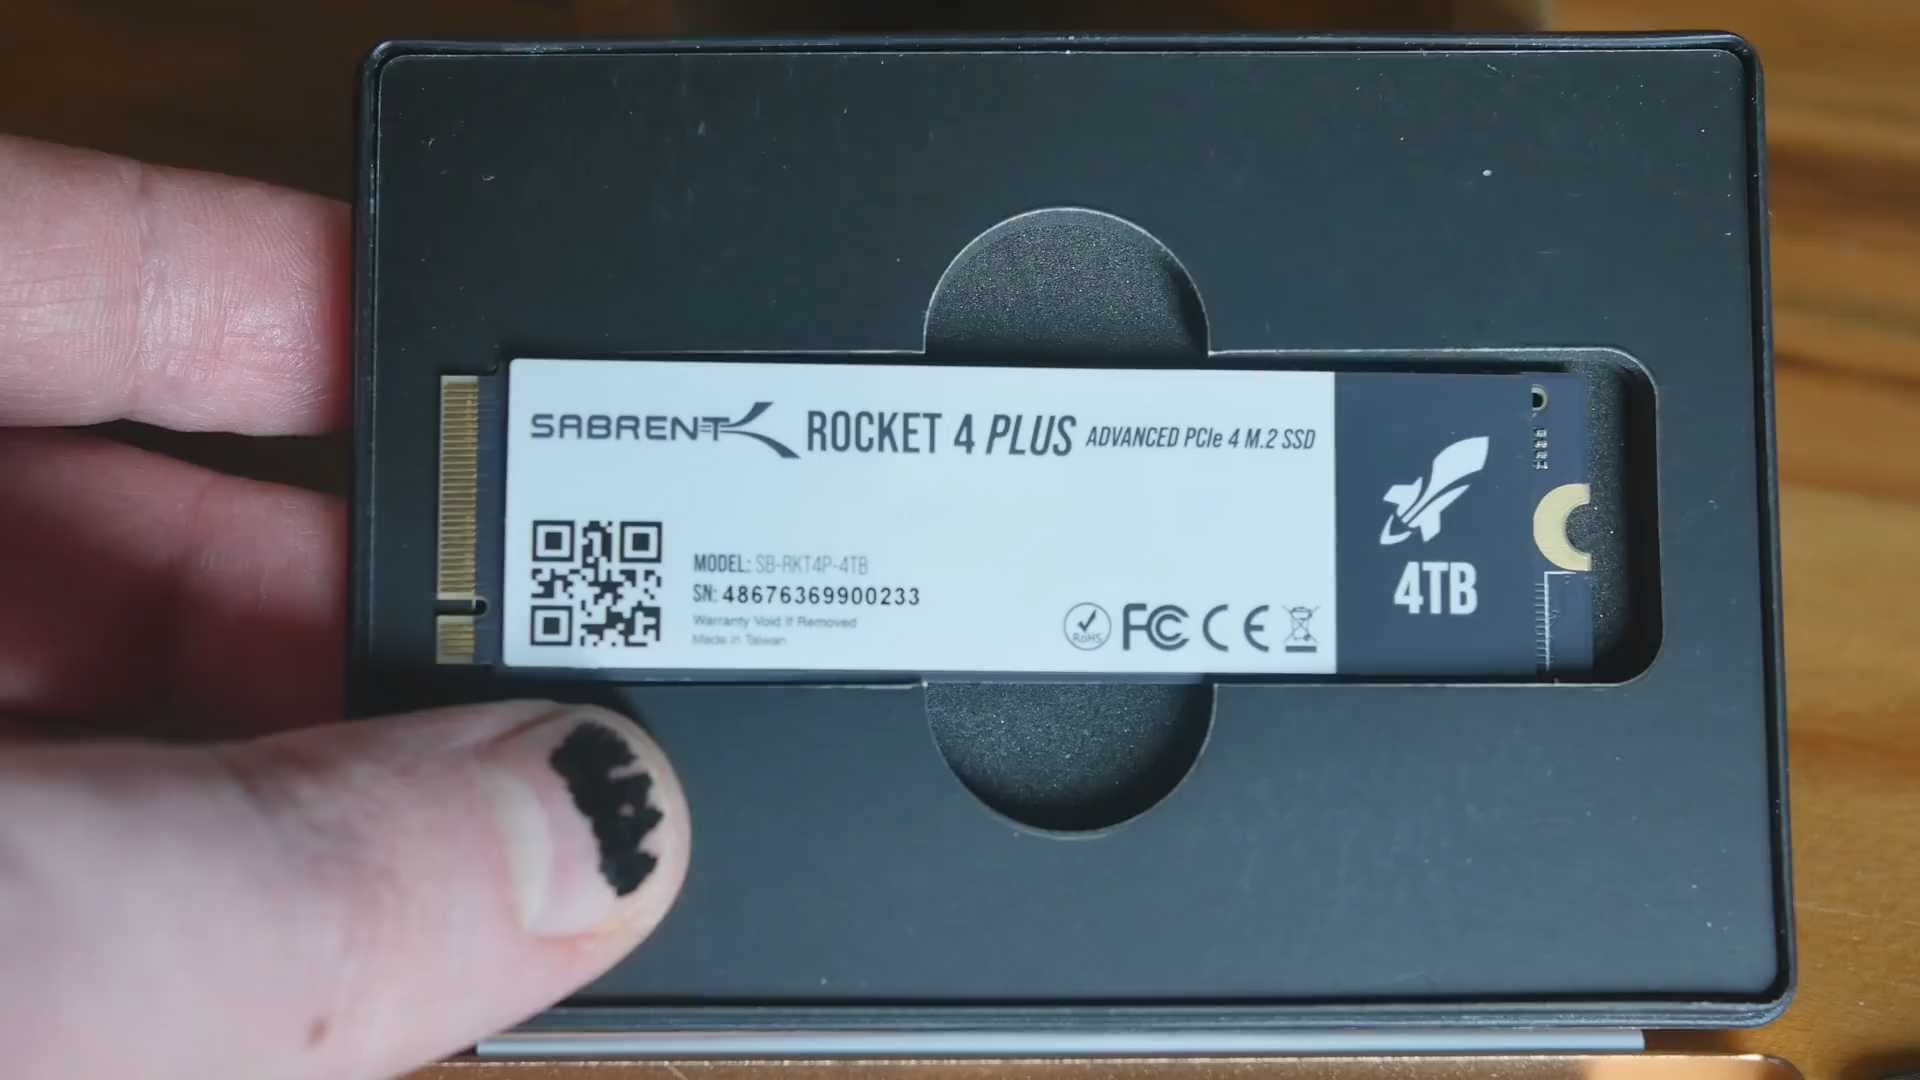 SABRENT ROCKET 4 PLUS ADVANCED PCIe 4 M.2 SSD
MODEL: SB-RKT4P-4TB
SN: 48676369900233
Warranty Void If Removed
Made in Taiwan
RoHS FC CE
4TB